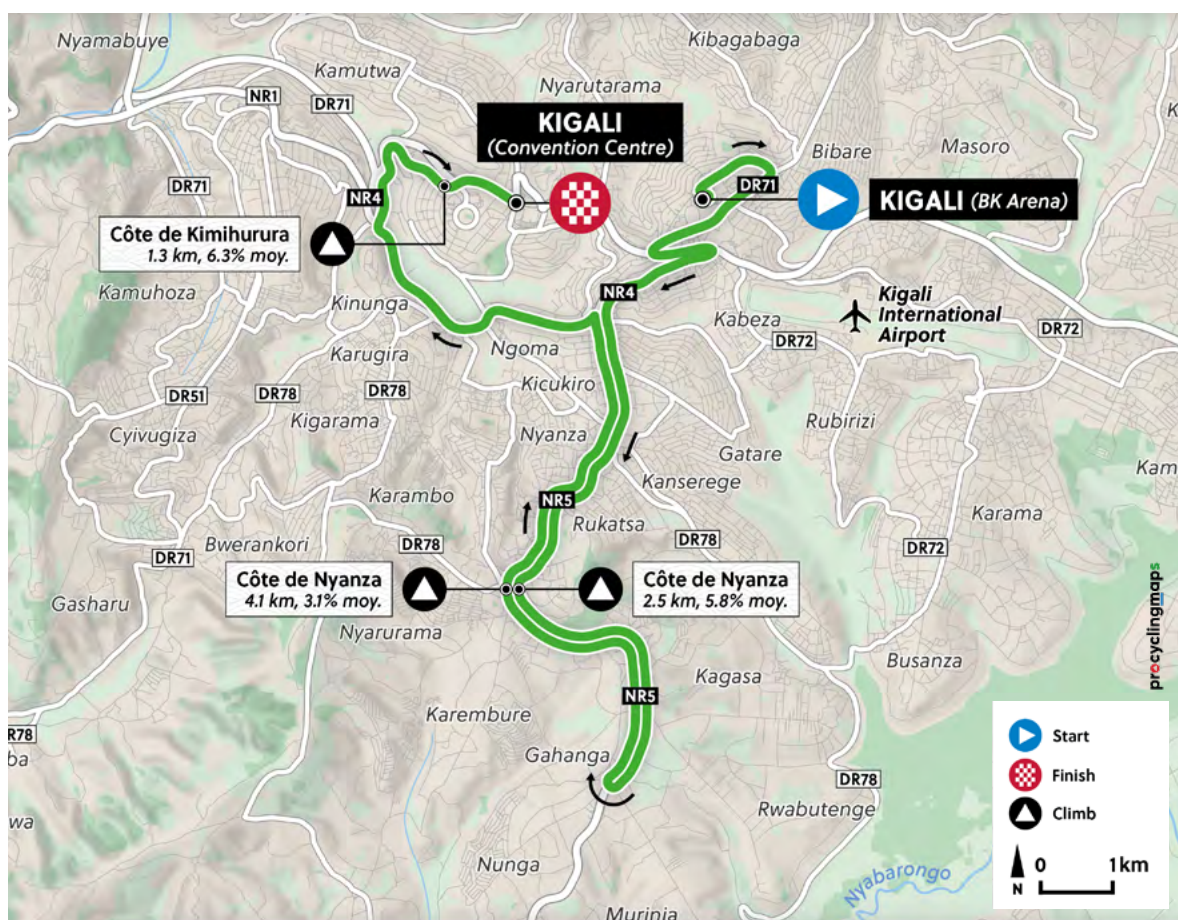 Nyamabuye
Kibagabaga
Kamutwa
Nyarutarama
NR1
DR71
KIGALI
(Convention Centre)
Bibare
Masoro
DR71
DR71
NR4
KIGALI (BK Arena)
Côte de Kimihurura
1.3 km, 6.3% moy.
Kamuhoza
Kinunga
NR4
Kigali
International
Airport
Kabeza
DR72
DR72
Karugira
Ngoma
DR78
Kicukiro
DR51
DR78
Kigarama
Cyivugiza
Nyanza
Rubirizi
Gatare
Kanserege
Kam
Karambo
NR5
Rukatsa
Karama
DR71
Bwerankori
DR78
DR78
DR72
Côte de Nyanza
4.1 km, 3.1% moy.
Côte de Nyanza
2.5 km, 5.8% moy.
Gasharu
Nyarurama
Busanza
Kagasa
procyclingmaps
NR5
Karembure
R78
ba
Gahanga
DR78
Rwabutenge
wa
Nunga
Nyabarongo
Murinja
Start
Finish
Climb
N
0 1 km